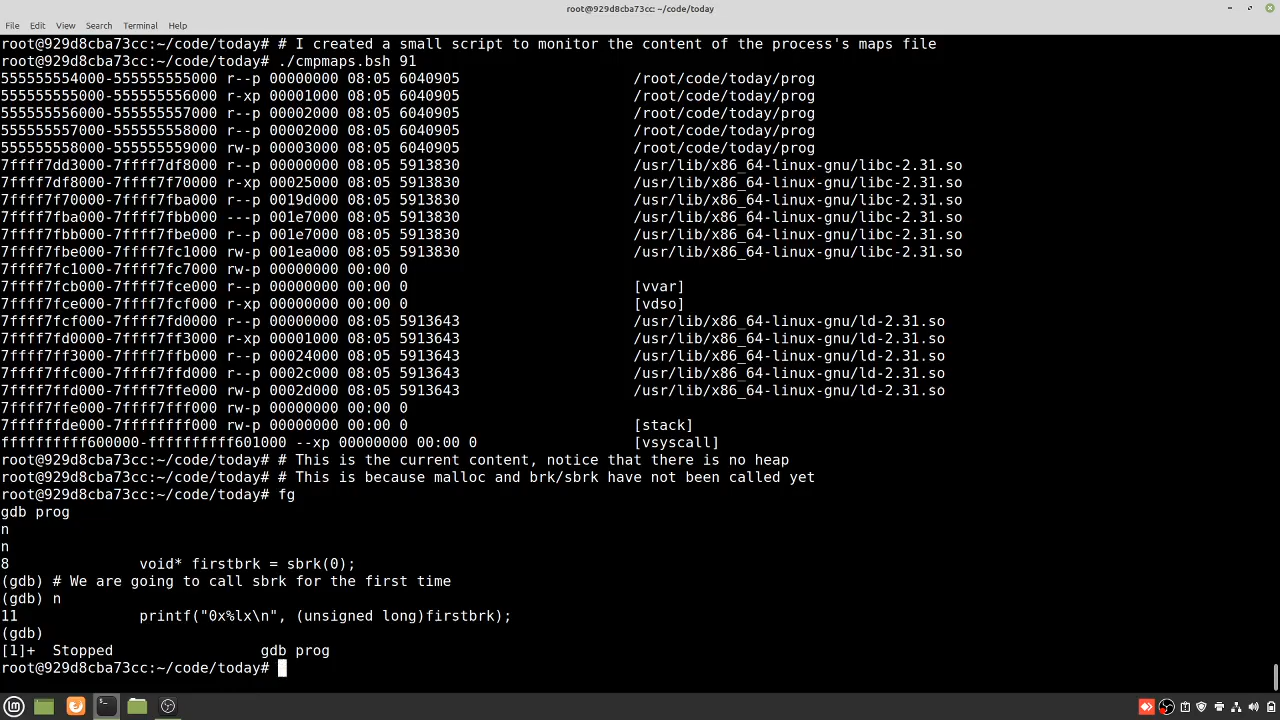 root@929d8cba73cc: ~/code/today
File Edit View Search Terminal Help
root@929d8cba73cc:~/code/today# # I created a small script to monitor the content of the process's maps file
root@929d8cba73cc:~/code/today# ./cmpmaps.bsh 91
555555554000-555555555000 r--p 00000000 08:05 6040905 /root/code/today/prog
555555555000-555555556000 r-xp 00001000 08:05 6040905 /root/code/today/prog
555555556000-555555557000 r--p 00002000 08:05 6040905 /root/code/today/prog
555555557000-555555558000 r--p 00002000 08:05 6040905 /root/code/today/prog
555555558000-555555559000 rw-p 00003000 08:05 6040905 /root/code/today/prog
7ffff7dd3000-7ffff7df8000 r--p 00000000 08:05 5913830 /usr/lib/x86_64-linux-gnu/libc-2.31.so
7ffff7df8000-7ffff7f70000 r-xp 00025000 08:05 5913830 /usr/lib/x86_64-linux-gnu/libc-2.31.so
7ffff7f70000-7ffff7fba000 r--p 0019d000 08:05 5913830 /usr/lib/x86_64-linux-gnu/libc-2.31.so
7ffff7fba000-7ffff7fbb000 ---p 001e7000 08:05 5913830 /usr/lib/x86_64-linux-gnu/libc-2.31.so
7ffff7fbb000-7ffff7fbe000 r--p 001e7000 08:05 5913830 /usr/lib/x86_64-linux-gnu/libc-2.31.so
7ffff7fbe000-7ffff7fc1000 rw-p 001ea000 08:05 5913830 /usr/lib/x86_64-linux-gnu/libc-2.31.so
7ffff7fc1000-7ffff7fc7000 rw-p 00000000 00:00 0
7ffff7fcb000-7ffff7fce000 r--p 00000000 00:00 0 [vvar]
7ffff7fce000-7ffff7fcf000 r-xp 00000000 00:00 0 [vdso]
7ffff7fcf000-7ffff7fd0000 r--p 00000000 08:05 5913643 /usr/lib/x86_64-linux-gnu/ld-2.31.so
7ffff7fd0000-7ffff7ff3000 r-xp 00001000 08:05 5913643 /usr/lib/x86_64-linux-gnu/ld-2.31.so
7ffff7ff3000-7ffff7ffb000 r--p 00024000 08:05 5913643 /usr/lib/x86_64-linux-gnu/ld-2.31.so
7ffff7ffc000-7ffff7ffd000 r--p 0002c000 08:05 5913643 /usr/lib/x86_64-linux-gnu/ld-2.31.so
7ffff7ffd000-7ffff7ffe000 rw-p 0002d000 08:05 5913643 /usr/lib/x86_64-linux-gnu/ld-2.31.so
7ffff7ffe000-7ffff7fff000 rw-p 00000000 00:00 0
7ffffffde000-7ffffffff000 rw-p 00000000 00:00 0 [stack]
ffffffffff600000-ffffffffff601000 --xp 00000000 00:00 0 [vsyscall]
root@929d8cba73cc:~/code/today# # This is the current content, notice that there is no heap
root@929d8cba73cc:~/code/today# # This is because malloc and brk/sbrk have not been called yet
root@929d8cba73cc:~/code/today# fg
gdb prog
n
n
8 void* firstbrk = sbrk(0);
(gdb) # We are going to call sbrk for the first time
(gdb) n
11 printf("0x%lx\n", (unsigned long)firstbrk);
(gdb)
[1]+ Stopped gdb prog
root@929d8cba73cc:~/code/today#